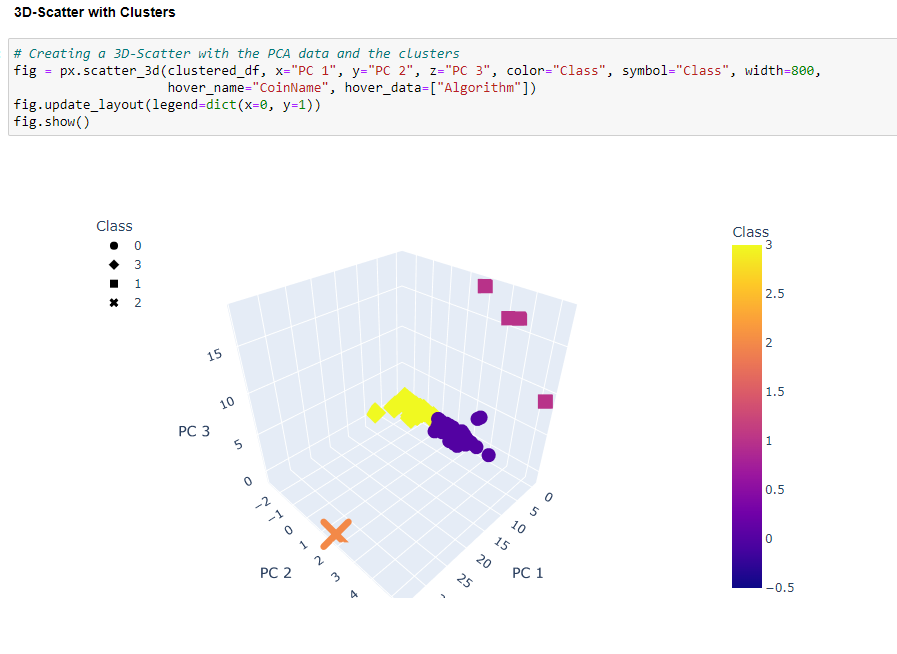 3D-Scatter with Clusters
# Creating a 3D-Scatter with the PCA data and the clusters
fig = px.scatter_3d(clustered_df, x="PC 1", y="PC 2", z="PC 3", color="Class", symbol="Class", width=800,
hover_name="CoinName", hover_data=["Algorithm"])
fig.update_layout(legend=dict(x=0, y=1))
fig.show()
Class
0
3
1
2
15
10
5
0
PC 3
−2
−1
0
1
2
3
4
PC 2
0
5
10
15
20
25
PC 1
Class
3
2.5
2
1.5
1
0.5
0
−0.5